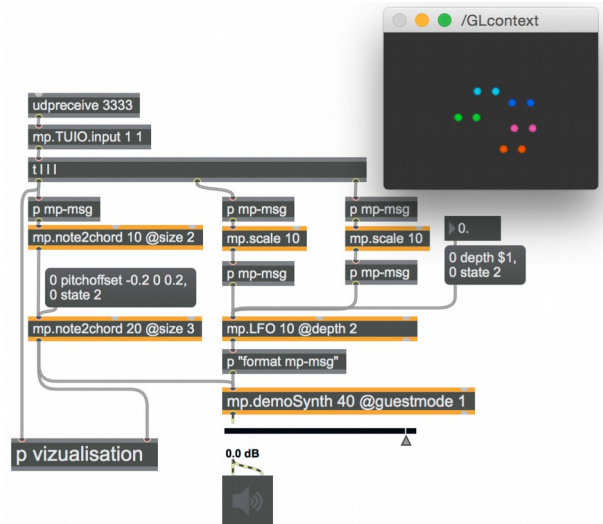 /GLcontext
udpreceive 3333
mp.TUIO.input 1 1
t l l l
p mp-msg
p mp-msg
p mp-msg
0.
mp.note2chord 10 @size 2
mp.scale 10
mp.scale 10
0 depth $1,
0 state 2
p mp-msg
p mp-msg
0 pitchoffset -0.2 0 0.2,
0 state 2
mp.note2chord 20 @size 3
mp.LFO 10 @depth 2
p "format mp-msg"
mp.demoSynth 40 @guestmode 1
p vizualisation
0.0 dB